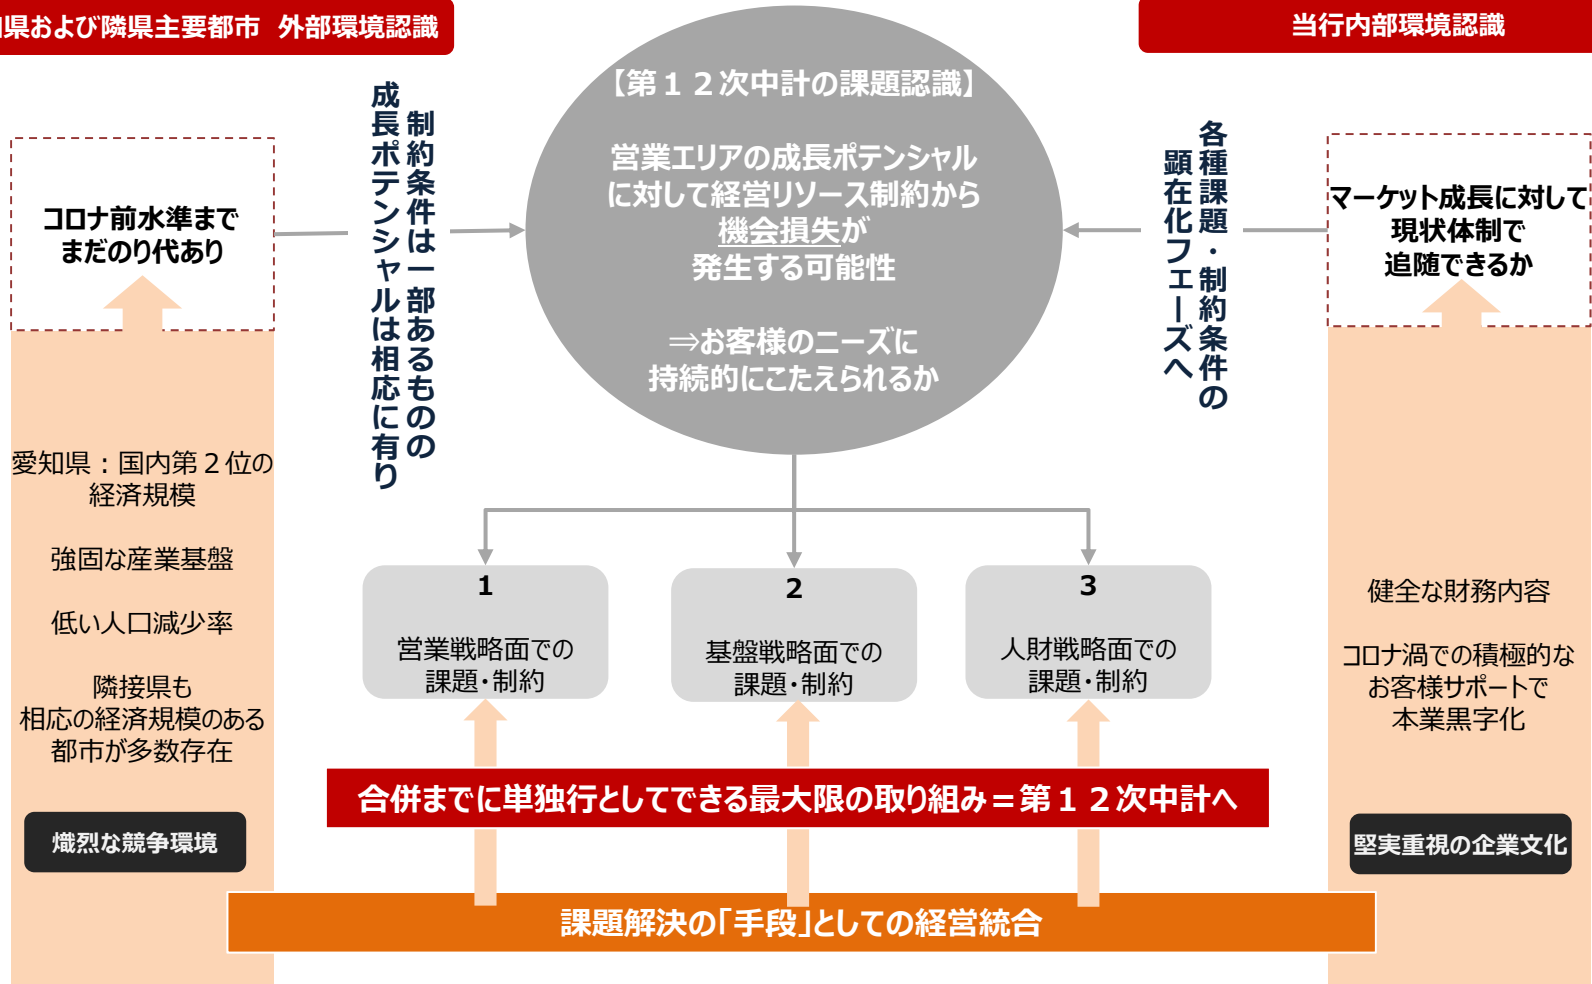 県および隣県主要都市 外部環境認識
当行内部環境認識
【第１２次中計の課題認識】
営業エリアの成長ポテンシャル
に対して経営リソース制約から
機会損失が
発生する可能性
⇒お客様のニーズに
持続的にこたえられるか
制約条件は一部あるものの
成長ポテンシャルは相応に有り
各種課題・制約条件の
顕在化フェーズへ
コロナ前水準まで
まだのり代あり
マーケット成長に対して
現状体制で
追随できるか
愛知県：国内第２位の
経済規模
強固な産業基盤
低い人口減少率
隣接県も
相応の経済規模のある
都市が多数存在
熾烈な競争環境
1
営業戦略面での
課題・制約
2
基盤戦略面での
課題・制約
3
人財戦略面での
課題・制約
健全な財務内容
コロナ渦での積極的な
お客様サポートで
本業黒字化
堅実重視の企業文化
合併までに単独行としてできる最大限の取り組み＝第１２次中計へ
課題解決の「手段」としての経営統合